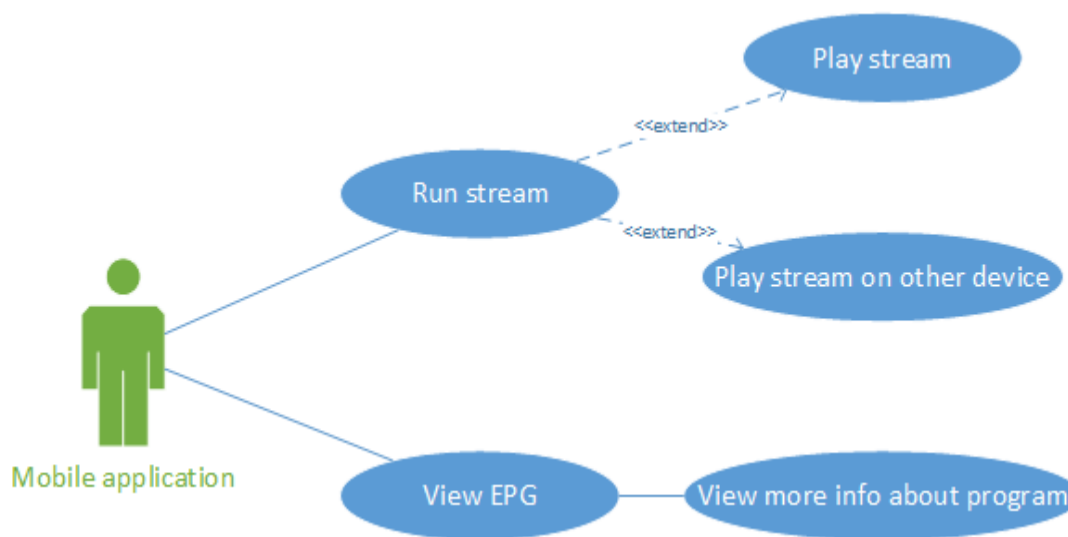 Play stream
<<extend>>
Run stream
<<extend>>
Play stream on other device
Mobile application
View EPG
View more info about program